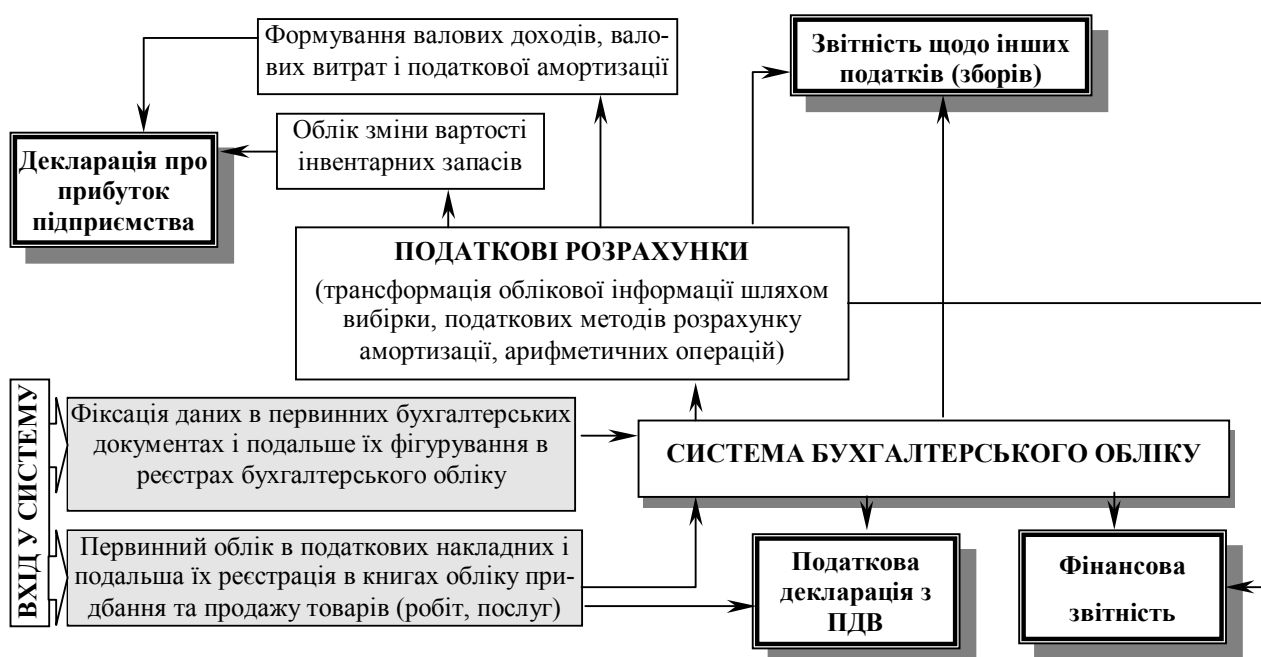 Формування валових доходів, вало-
вих витрат і податкової амортизації
Звітність щодо інших
податків (зборів)
Облік зміни вартості
інвентарних запасів
Декларація про
прибуток
підприємства
ПОДАТКОВІ РОЗРАХУНКИ
(трансформація облікової інформації шляхом
вибірки, податкових методів розрахунку
амортизації, арифметичних операцій)
ВХІД У СИСТЕМУ
Фіксація даних в первинних бухгалтерських
документах і подальше їх фігурування в
реєстрах бухгалтерського обліку
СИСТЕМА БУХГАЛТЕРСЬКОГО ОБЛІКУ
Первинний облік в податкових накладних і
подальша їх реєстрація в книгах обліку при-
дбання та продажу товарів (робіт, послуг)
Податкова
декларація з
ПДВ
Фінансова
звітність